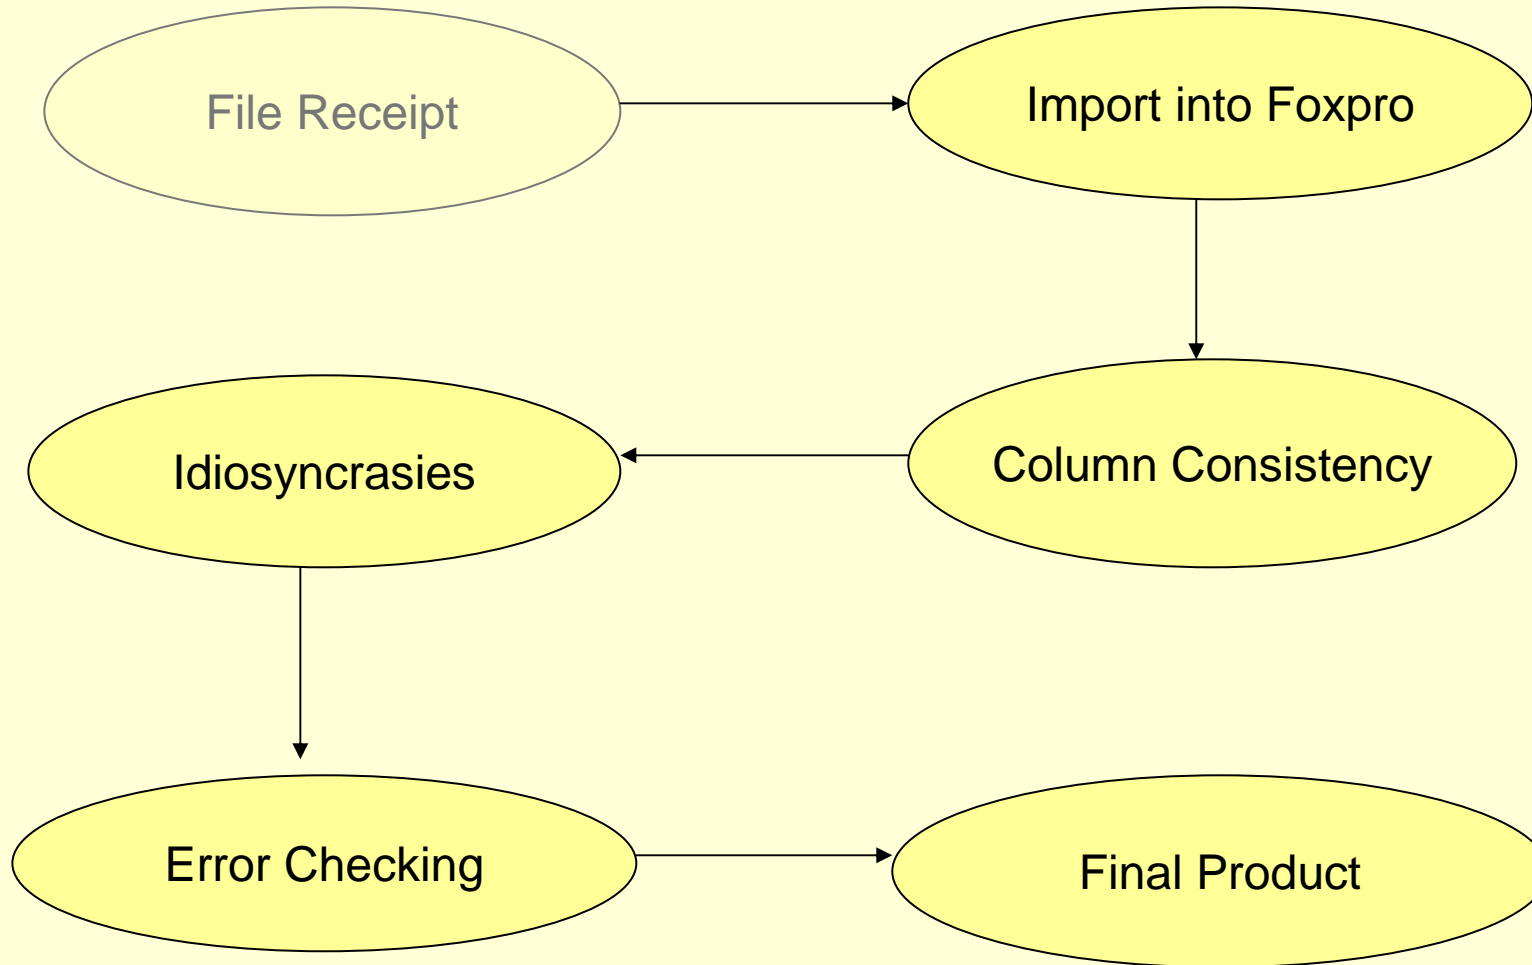 File Receipt
Import into Foxpro
Column Consistency
Idiosyncrasies
Error Checking
Final Product